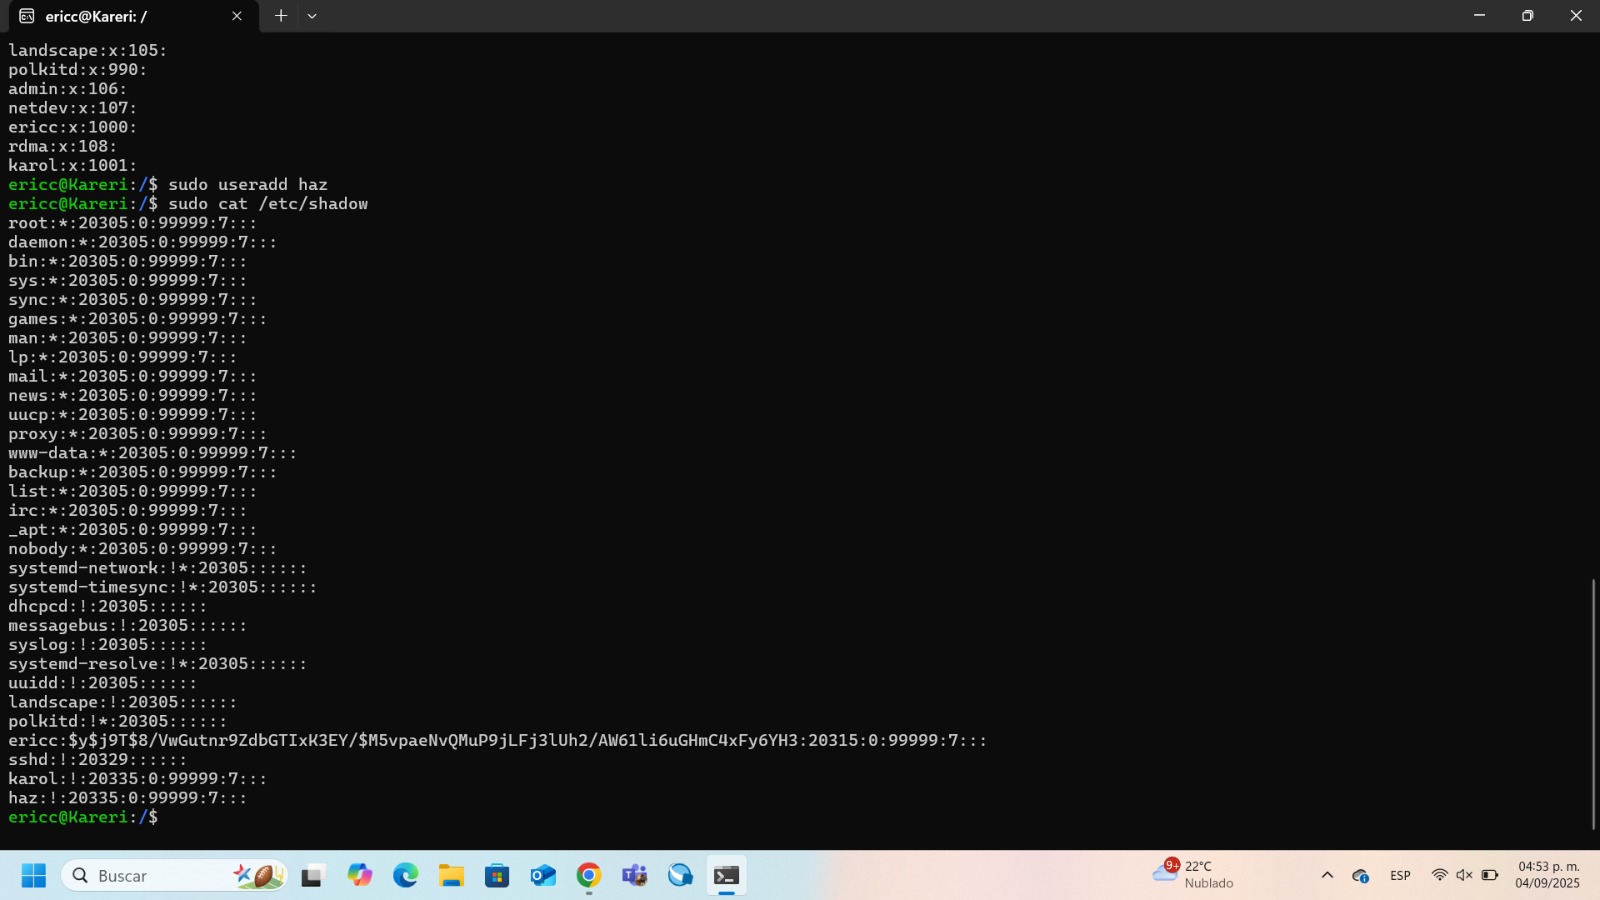 ericc@Kareri: /
landscape:x:105:
polkitd:x:990:
admin:x:106:
netdev:x:107:
ericc:x:1000:
rdma:x:108:
karol:x:1001:
ericc@Kareri:/$ sudo useradd haz
ericc@Kareri:/$ sudo cat /etc/shadow
root:*:20305:0:99999:7:::
daemon:*:20305:0:99999:7:::
bin:*:20305:0:99999:7:::
sys:*:20305:0:99999:7:::
sync:*:20305:0:99999:7:::
games:*:20305:0:99999:7:::
man:*:20305:0:99999:7:::
lp:*:20305:0:99999:7:::
mail:*:20305:0:99999:7:::
news:*:20305:0:99999:7:::
uucp:*:20305:0:99999:7:::
proxy:*:20305:0:99999:7:::
www-data:*:20305:0:99999:7:::
backup:*:20305:0:99999:7:::
list:*:20305:0:99999:7:::
irc:*:20305:0:99999:7:::
_apt:*:20305:0:99999:7:::
nobody:*:20305:0:99999:7:::
systemd-network:!*:20305::::::
systemd-timesync:!*:20305::::::
dhcpcd:!:20305::::::
messagebus:!:20305::::::
syslog:!:20305::::::
systemd-resolve:!*:20305::::::
uuidd:!:20305::::::
landscape:!:20305::::::
polkitd:!*:20305::::::
ericc:$y$j9T$8/VwGutnr9ZdbGTIxK3EY/$M5vpaeNvQMuP9jLFj3lUh2/AW61li6uGHmC4xFy6YH3:20315:0:99999:7:::
sshd:!:20329::::::
karol:!:20335:0:99999:7:::
haz:!:20335:0:99999:7:::
ericc@Kareri:/$
Buscar
9+
22°C
Nublado
ESP
04:53 p. m.
04/09/2025